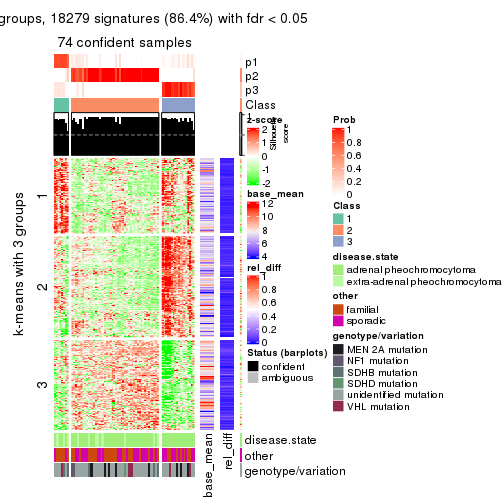 groups, 18279 signatures (86.4%) with fdr < 0.05
74 confident samples
p1
p2
p3
Class
1
Silhouette
score
z-score
2
1
0
-1
-2
base_mean
12
10
8
6
4
rel_diff
1
0.8
0.6
0.4
0.2
0
Status (barplots)
confident
ambiguous
Prob
1
0.8
0.6
0.4
0.2
0
Class
1
2
3
disease.state
adrenal pheochromocytoma
extra-adrenal pheochromocytoma
other
familial
sporadic
genotype/variation
MEN 2A mutation
NF1 mutation
SDHB mutation
SDHD mutation
unidentified mutation
VHL mutation
k-means with 3 groups
1
2
3
disease.state
other
genotype/variation
base_mean
rel_diff